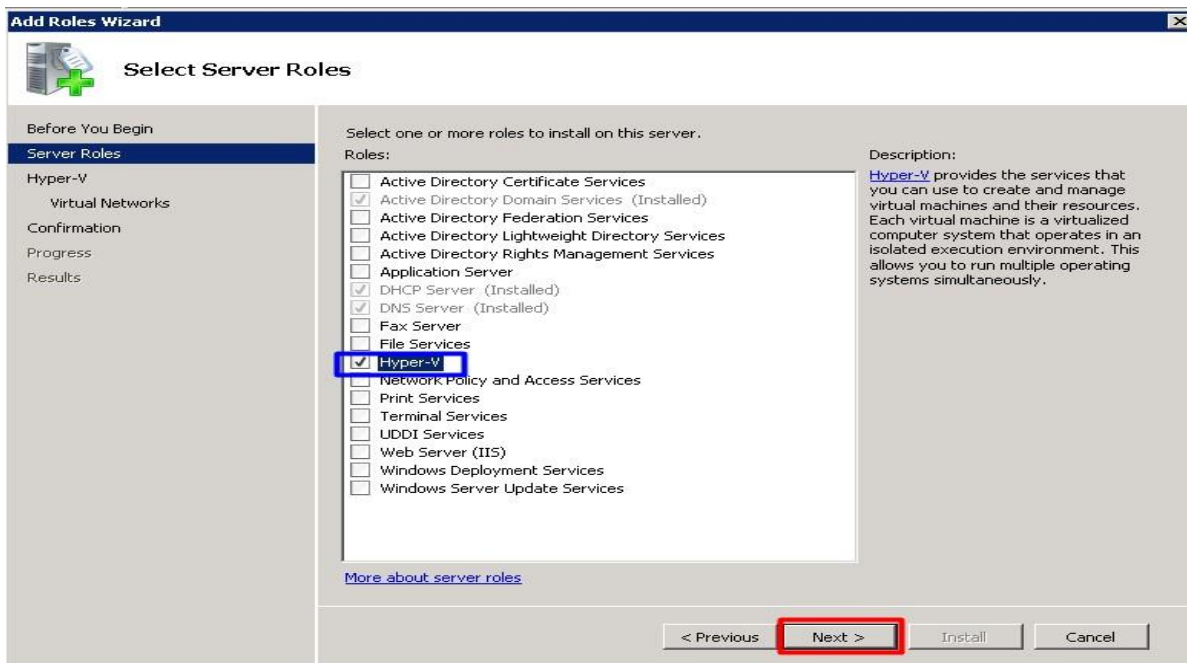 Add Roles Wizard
Select Server Roles
Before You Begin
Server Roles
Hyper-V
Virtual Networks
Confirmation
Progress
Results
Select one or more roles to install on this server.
Roles:
Active Directory Certificate Services
Active Directory Domain Services (Installed)
Active Directory Federation Services
Active Directory Lightweight Directory Services
Active Directory Rights Management Services
Application Server
DHCP Server (Installed)
DNS Server (Installed)
Fax Server
File Services
Hyper-V
Network Policy and Access Services
Print Services
Terminal Services
UDDI Services
Web Server (IIS)
Windows Deployment Services
Windows Server Update Services
More about server roles
Description:
Hyper-V provides the services that
you can use to create and manage
virtual machines and their resources.
Each virtual machine is a virtualized
computer system that operates in an
isolated execution environment. This
allows you to run multiple operating
systems simultaneously.
< Previous
Next >
Install
Cancel